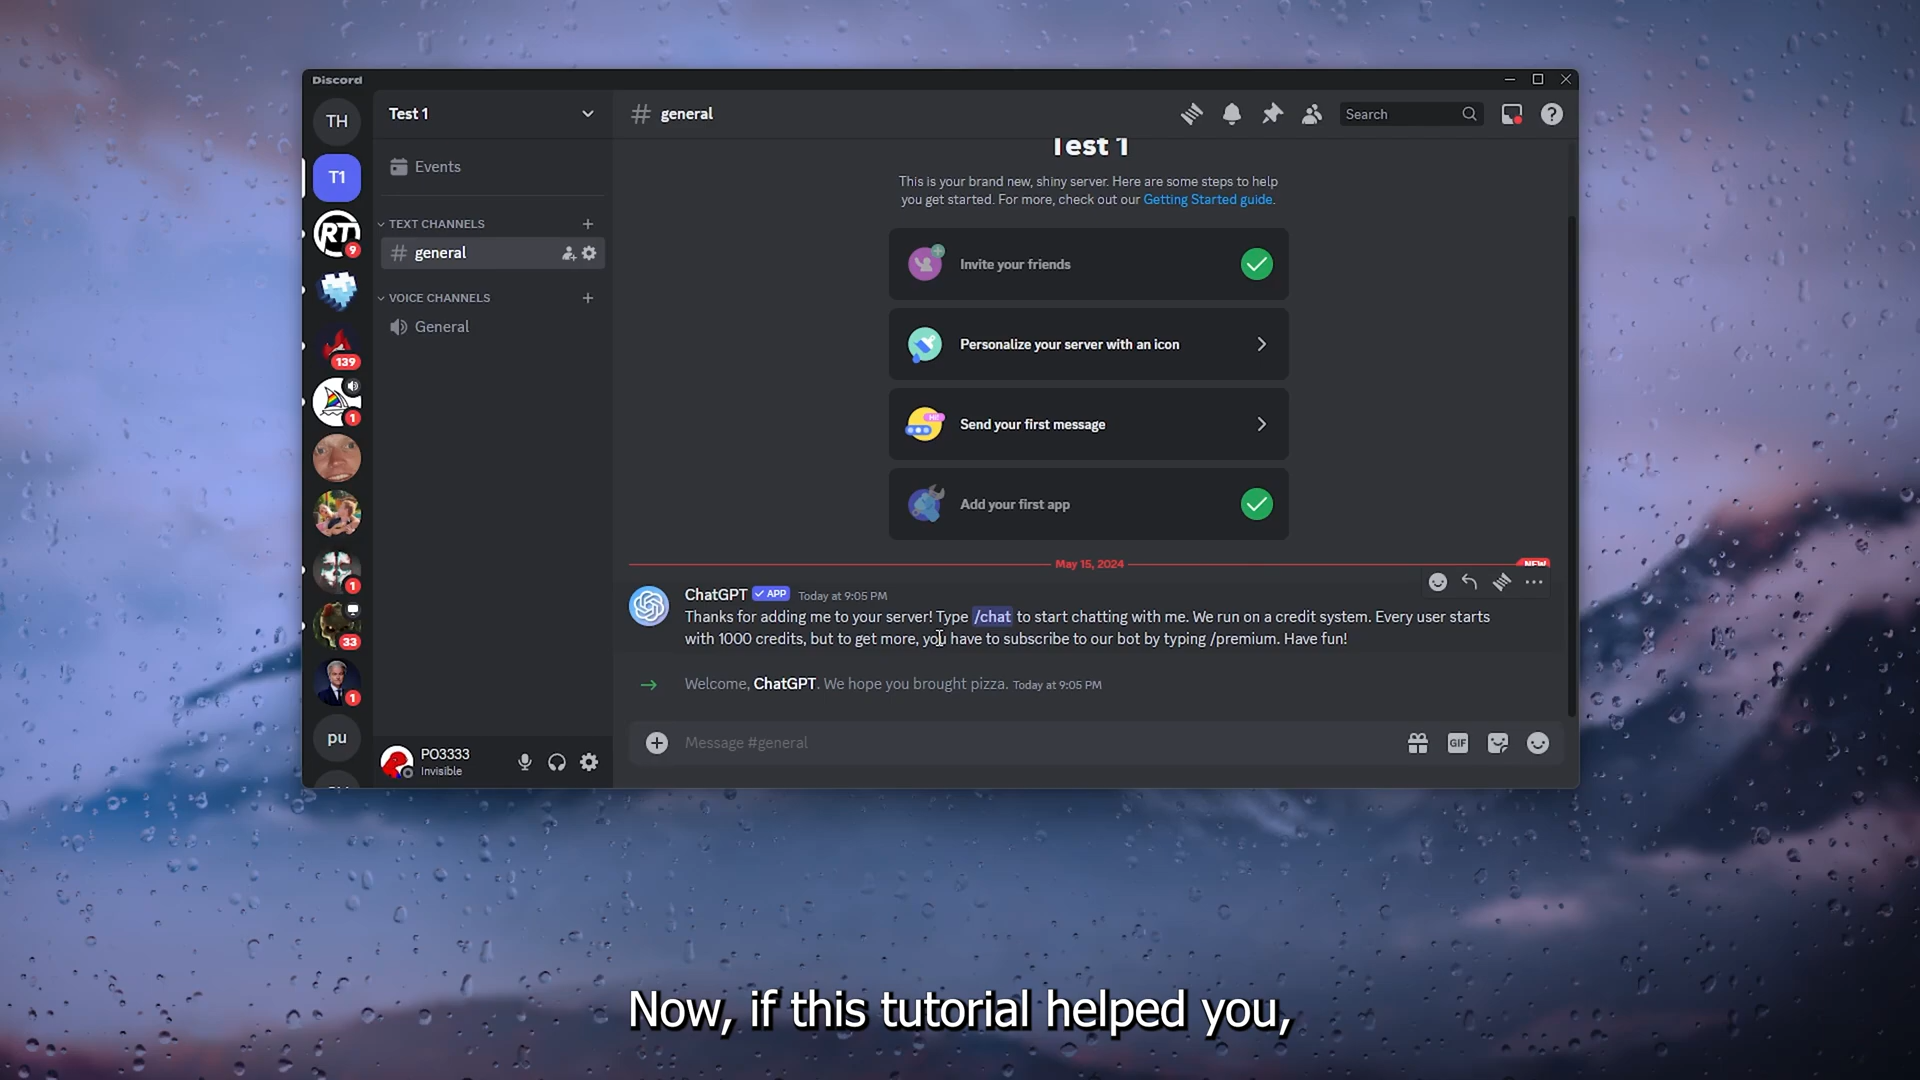 Discord
TH
Test 1
# general
Search
T1
Events
Test 1
This is your brand new, shiny server. Here are some steps to help
you get started. For more, check out our Getting Started guide.
TEXT CHANNELS
# general
RT
9
Invite your friends
VOICE CHANNELS
General
Personalize your server with an icon
139
1
Send your first message
Add your first app
May 15, 2024
NEW
1
ChatGPT APP Today at 9:05 PM
Thanks for adding me to your server! Type /chat to start chatting with me. We run on a credit system. Every user starts
with 1000 credits, but to get more, you have to subscribe to our bot by typing /premium. Have fun!
33
Welcome, ChatGPT. We hope you brought pizza. Today at 9:05 PM
1
pu
Message #general
GIF
PO3333
Invisible
Now, if this tutorial helped you,